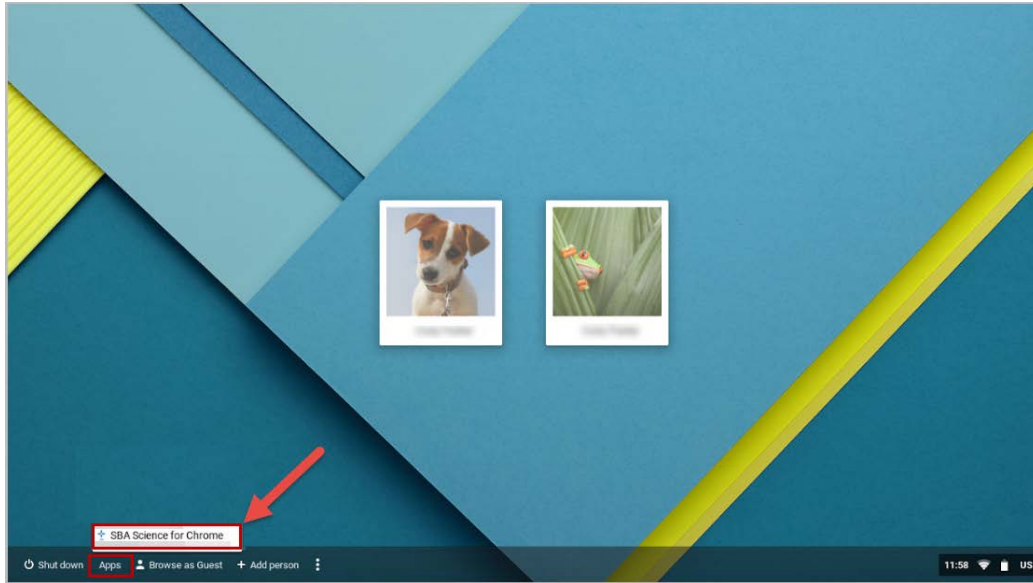 SBA Science for Chrome
Shut down Apps Browse as Guest + Add person 11:58 US